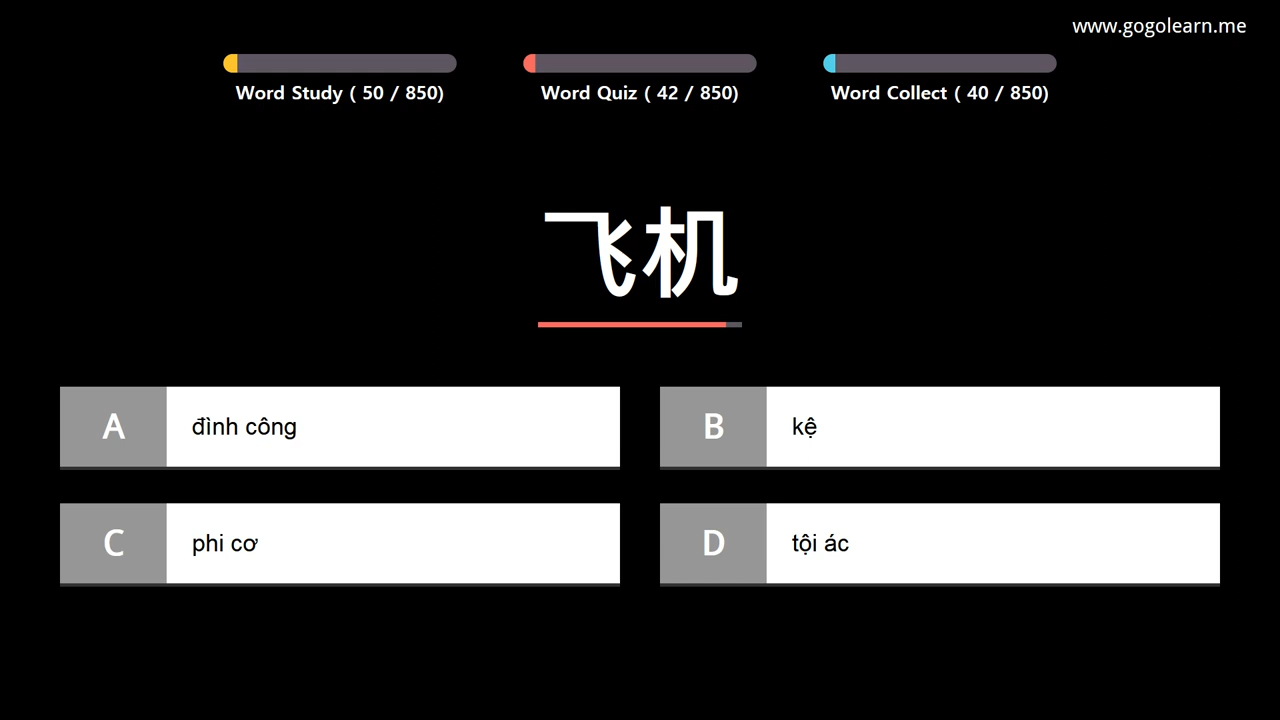 www.gogolearn.me
Word Study ( 50 / 850)
Word Quiz ( 42 / 850)
Word Collect ( 40 / 850)
飞机
A đình công
B kệ
C phi cơ
D tội ác